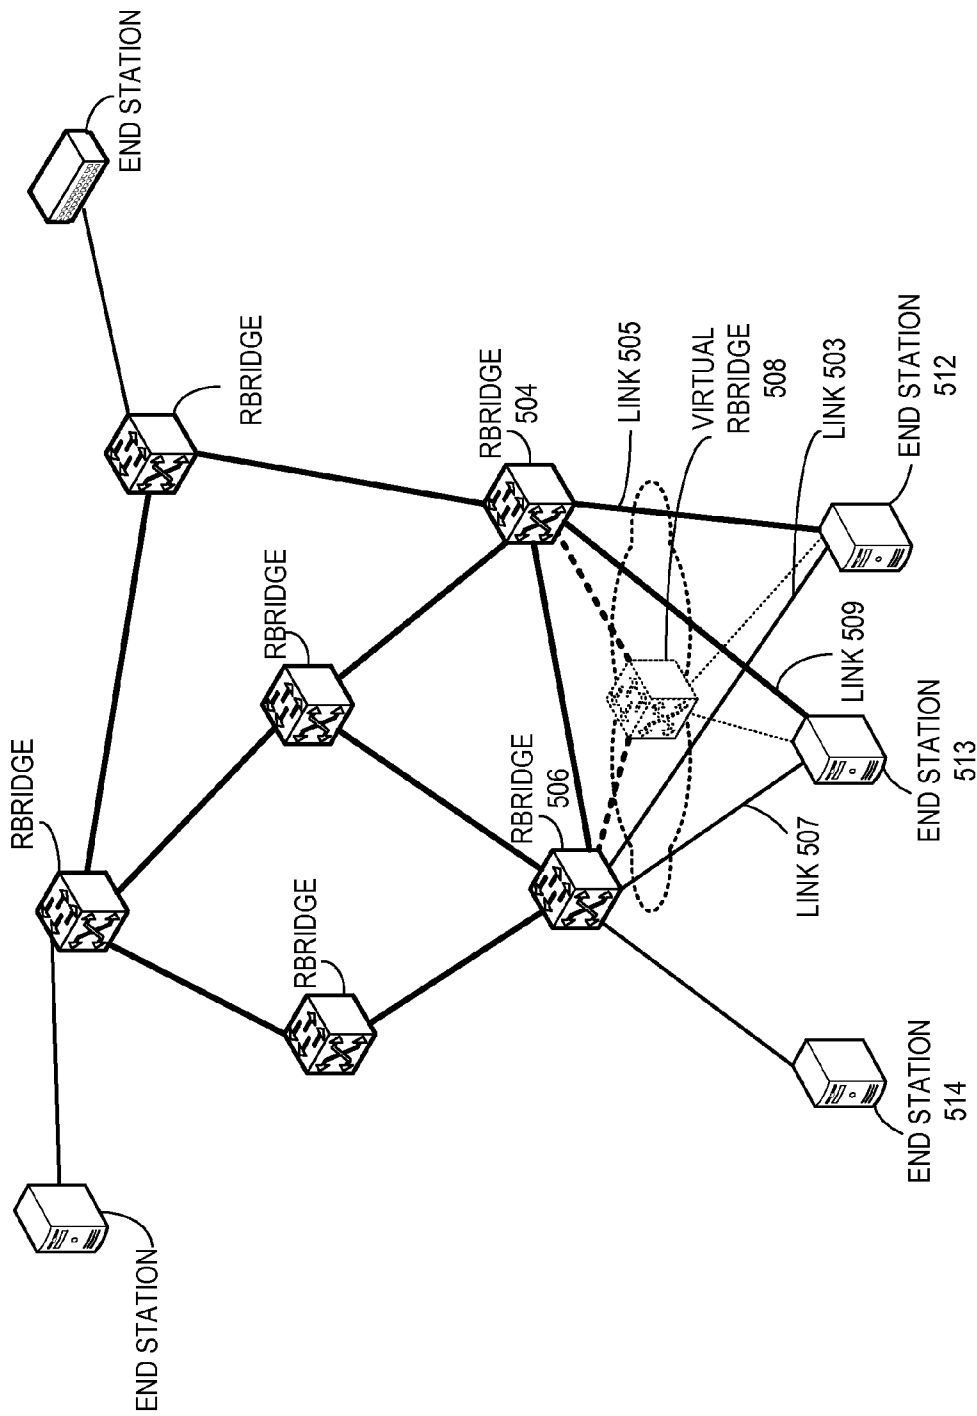 END STATION
RBRIDGE
END STATION
RBRIDGE
RBRIDGE
RBRIDGE
RBRIDGE
506
RBRIDGE
504
LINK 505
VIRTUAL
RBRIDGE
508
LINK 503
LINK 507
LINK 509
END STATION
514
END STATION
513
END STATION
512